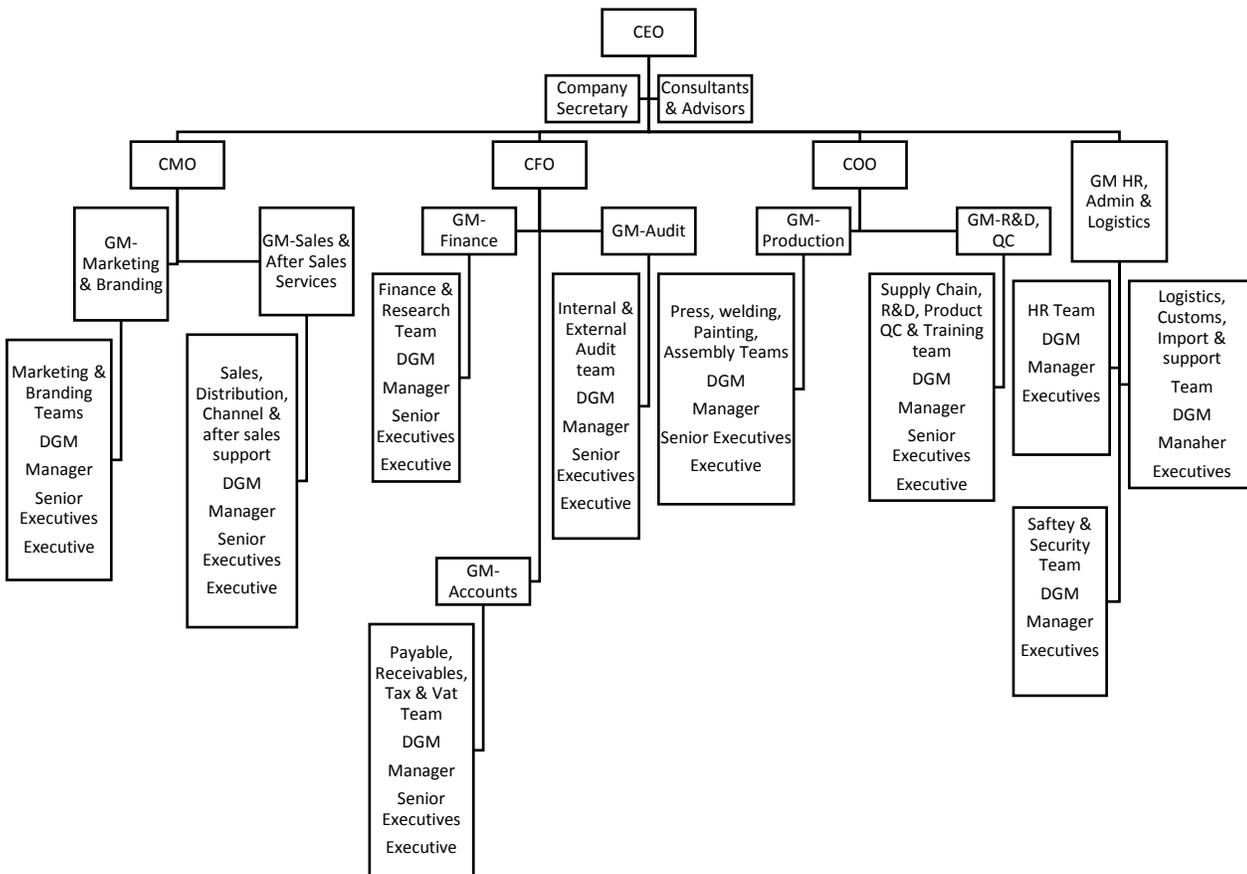 CEO
Company
Secretary
Consultants
& Advisors
CMO
CFO
COO
GM HR,
Admin &
Logistics
GM-
Marketing
& Branding
GM-Sales &
After Sales
Services
GM-
Finance
GM-Audit
GM-
Production
GM-R&D,
QC
Marketing &
Branding
Teams
DGM
Manager
Senior
Executives
Executive
Sales,
Distribution,
Channel &
after sales
support
DGM
Manager
Senior
Executives
Executive
Finance &
Research
Team
DGM
Manager
Senior
Executives
Executive
Internal &
External
Audit
team
DGM
Manager
Senior
Executives
Executive
Press, welding,
Painting,
Assembly Teams
DGM
Manager
Senior Executives
Executive
Supply Chain,
R&D, Product
QC & Training
team
DGM
Manager
Senior
Executives
Executive
HR Team
DGM
Manager
Executives
Logistics,
Customs,
Import &
support
Team
DGM
Manaher
Executives
Saftey &
Security
Team
DGM
Manager
Executives
GM-
Accounts
Payable,
Receivables,
Tax & Vat
Team
DGM
Manager
Senior
Executives
Executive